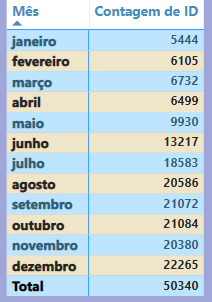 Mês Contagem de ID
janeiro 5444
fevereiro 6105
março 6732
abril 6499
maio 9930
junho 13217
julho 18583
agosto 20586
setembro 21072
outubro 21084
novembro 20380
dezembro 22265
Total 50340